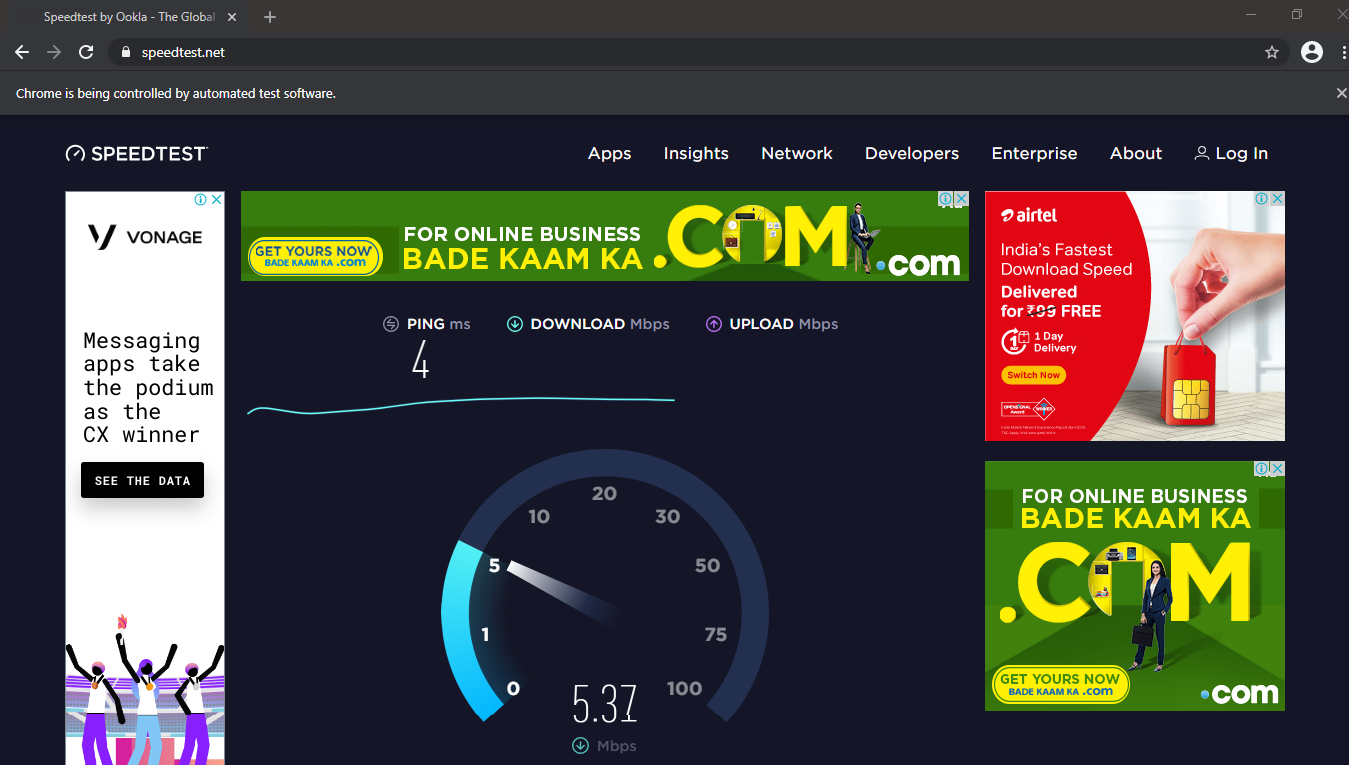 Speedtest by Ookla - The Global
speedtest.net
Chrome is being controlled by automated test software.
SPEEDTEST
Apps
Insights
Network
Developers
Enterprise
About
Log In
VONAGE
Messaging
apps take
the podium
as the
CX winner
SEE THE DATA
GET YOURS NOW
BADE KAAM KA .com
FOR ONLINE BUSINESS
BADE KAAM KA
.COM
.com
PING ms
4
DOWNLOAD Mbps
UPLOAD Mbps
0
1
5
10
20
30
50
75
100
5.37
Mbps
airtel
India's Fastest
Download Speed
Delivered
for ₹99 FREE
1 DAY
1 Day
Delivery
Switch Now
OPENSIGNAL
Award
WINNER
FOR ONLINE BUSINESS
BADE KAAM KA
.COM
GET YOURS NOW
BADE KAAM KA .com
.com